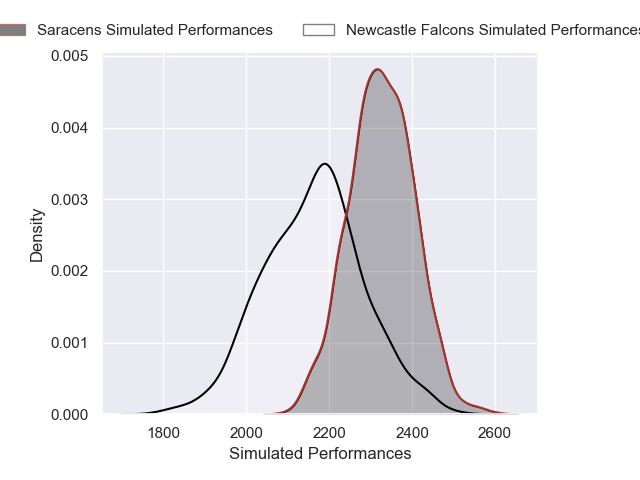 Saracens Simulated Performances
Newcastle Falcons Simulated Performances
0.005
0.004
0.003
0.002
0.001
0.000
Density
1800 2000 2200 2400 2600
Simulated Performances